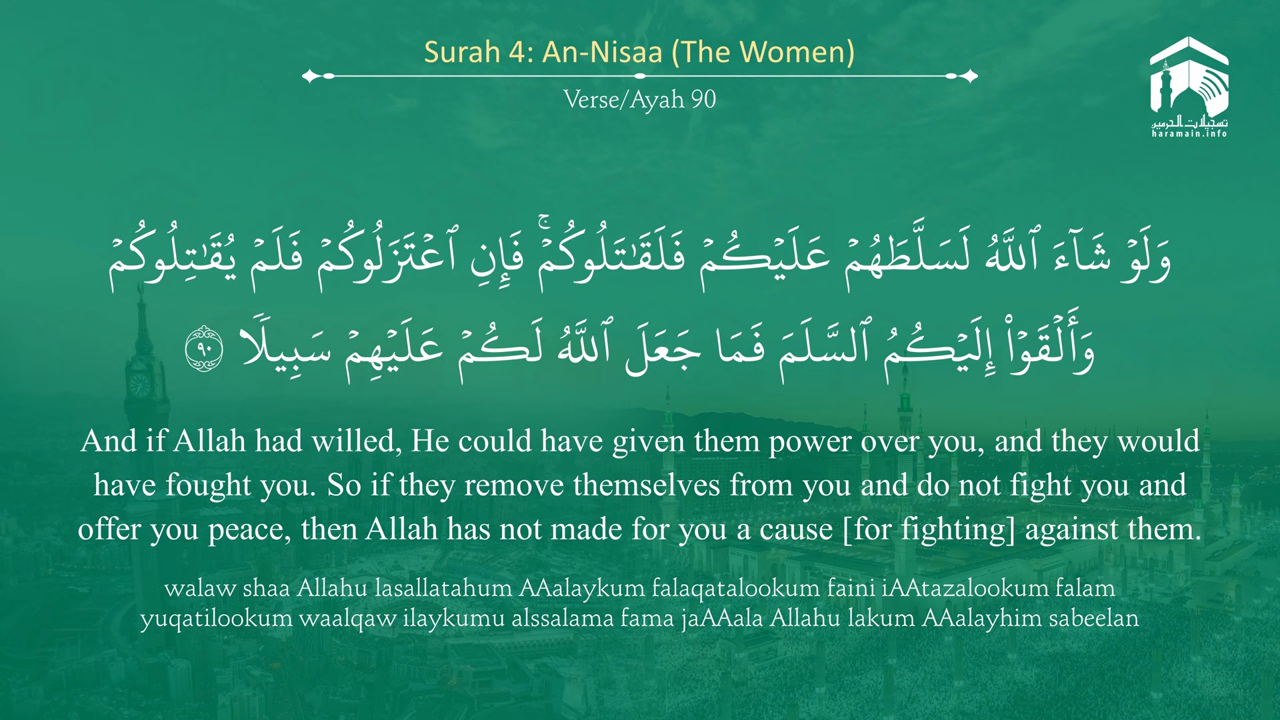 Surah 4: An-Nisaa (The Women)
Verse/Ayah 90
تسجيلات الحرمين
haramain.info
وَلَوْ شَآءَ ٱللَّهُ لَسَلَّطَهُمْ عَلَيْكُمْ فَلَقَـٰتَلُوكُمْ ۚ فَإِنِ ٱعْتَزَلُوكُمْ فَلَمْ يُقَـٰتِلُوكُمْ
وَأَلْقَوْا۟ إِلَيْكُمُ ٱلسَّلَمَ فَمَا جَعَلَ ٱللَّهُ لَكُمْ عَلَيْهِمْ سَبِيلًا ٩٠
And if Allah had willed, He could have given them power over you, and they would
have fought you. So if they remove themselves from you and do not fight you and
offer you peace, then Allah has not made for you a cause [for fighting] against them.
walaw shaa Allahu lasallatahum AAalaykum falaqatalookum faini iAAtazalookum falam
yuqatilookum waalqaw ilaykumu alssalama fama jaAAala Allahu lakum AAalayhim sabeelan